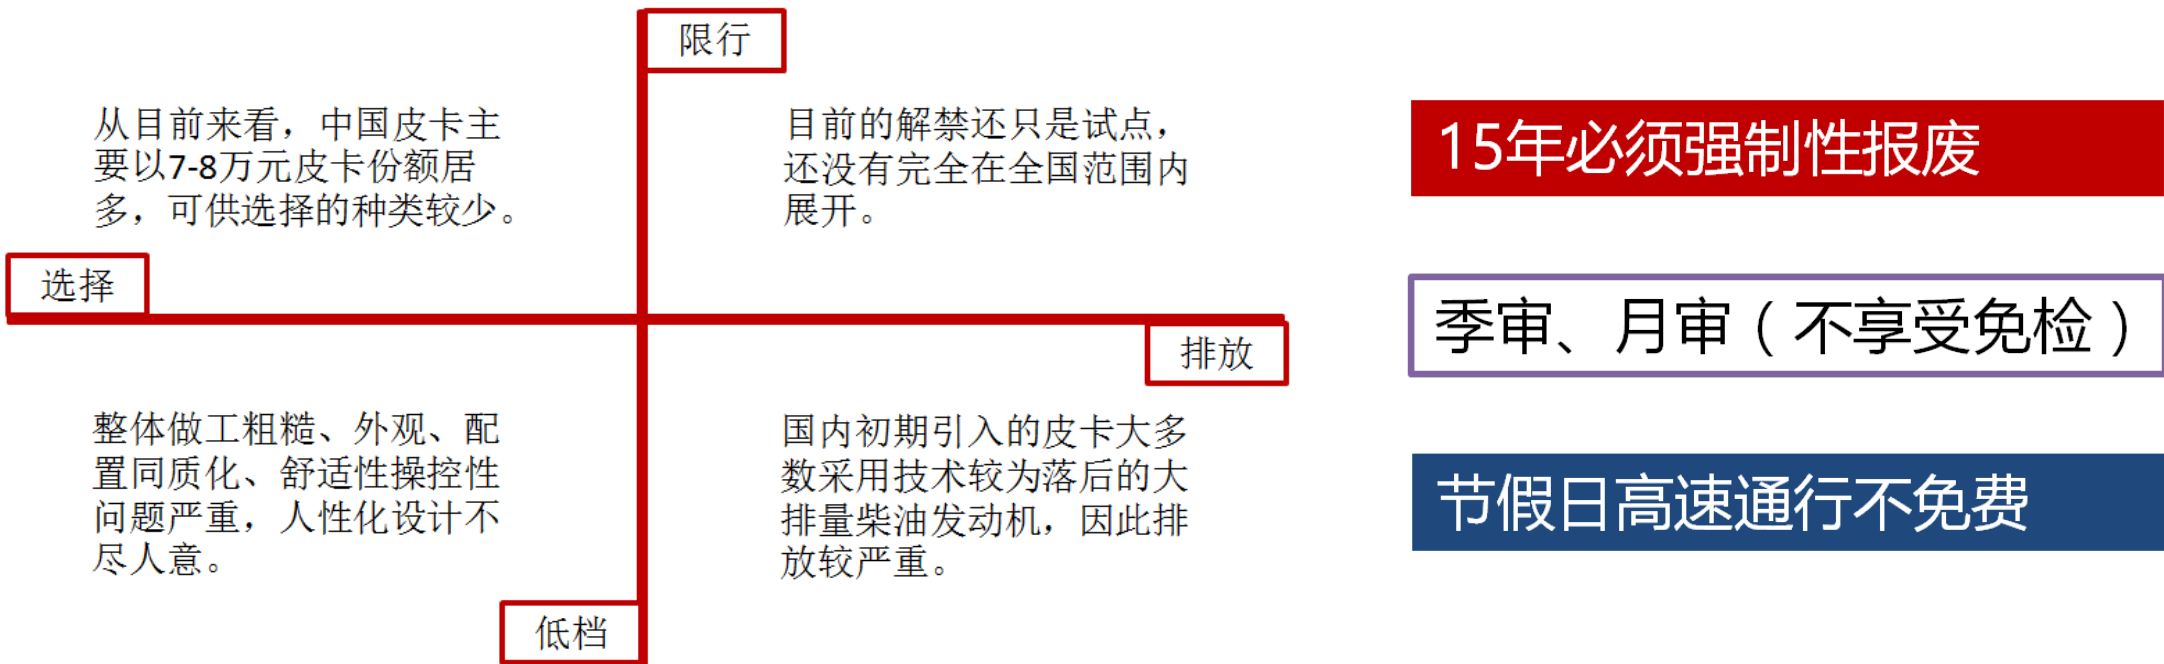 限行
从目前来看，中国皮卡主
要以7-8万元皮卡份额居
多，可供选择的种类较少。
目前的解禁还只是试点，
还没有完全在全国范围内
展开。
选择
排放
整体做工粗糙、外观、配
置同质化、舒适性操控性
问题严重，人性化设计不
尽人意。
国内初期引入的皮卡大多
数采用技术较为落后的大
排量柴油发动机，因此排
放较严重。
低档
15年必须强制性报废
季审、月审（不享受免检）
节假日高速通行不免费